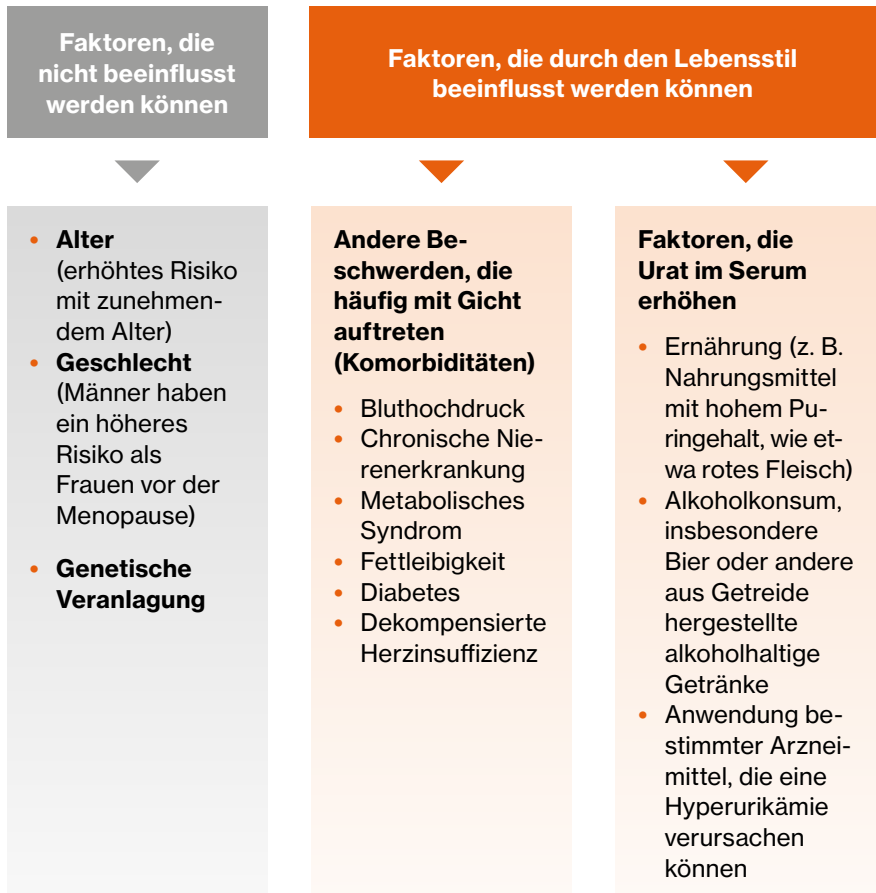 Faktoren, die
nicht beeinflusst
werden können
Faktoren, die durch den Lebensstil
beeinflusst werden können
• Alter
(erhöhtes Risiko
mit zunehmen-
dem Alter)
• Geschlecht
(Männer haben
ein höheres
Risiko als
Frauen vor der
Menopause)
• Genetische
Veranlagung
Andere Be-
schwerden, die
häufig mit Gicht
auftreten
(Komorbiditäten)
• Bluthochdruck
• Chronische Nie-
renerkrankung
• Metabolisches
Syndrom
• Fettleibigkeit
• Diabetes
• Dekompensierte
Herzinsuffizienz
Faktoren, die
Urat im Serum
erhöhen
• Ernährung (z. B.
Nahrungsmittel
mit hohem Pu-
ringehalt, wie et-
wa rotes Fleisch)
• Alkoholkonsum,
insbesondere
Bier oder andere
aus Getreide
hergestellte
alkoholhaltige
Getränke
• Anwendung be-
stimmter Arznei-
mittel, die eine
Hyperurikämie
verursachen
können